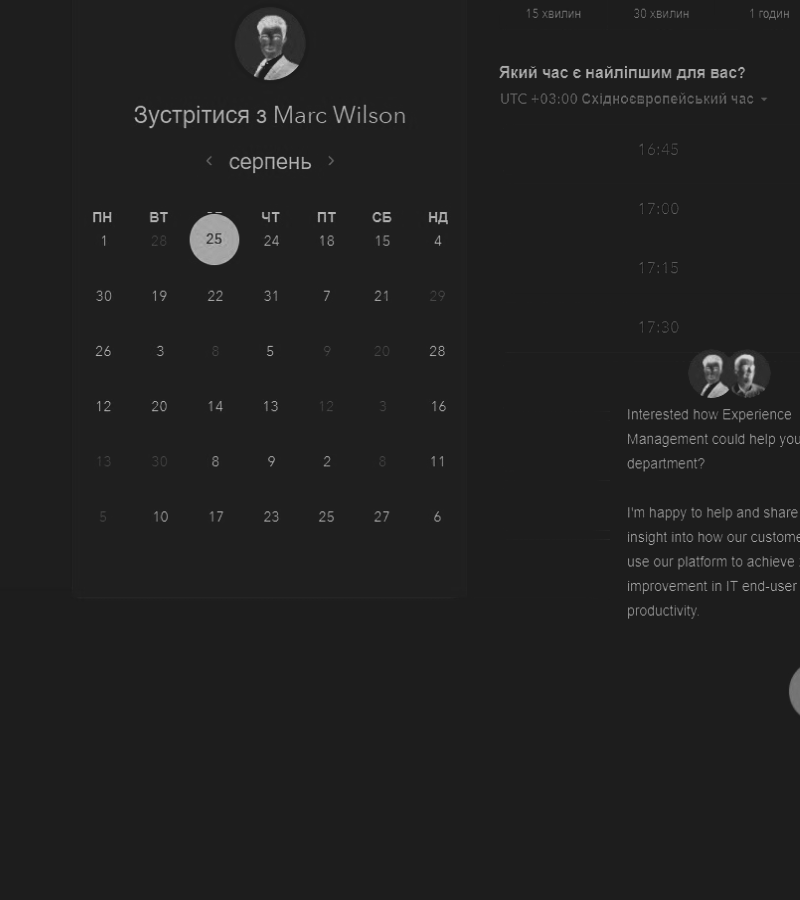 Зустрітися з Marc Wilson
серпень
ПН ВТ ЧТ ПТ СБ НД
1 28 25 24 18 15 4
30 19 22 31 7 21 29
26 3 8 5 9 20 28
12 20 14 13 12 3 16
13 30 8 9 2 8 11
5 10 17 23 25 27 6
15 хвилин 30 хвилин 1 годин
Який час є найліпшим для вас?
UTC +03:00 Східноєвропейський час
16:45
17:00
17:15
17:30
Interested how Experience
Management could help you
department?
I'm happy to help and share
insight into how our custome
use our platform to achieve
improvement in IT end-user
productivity.